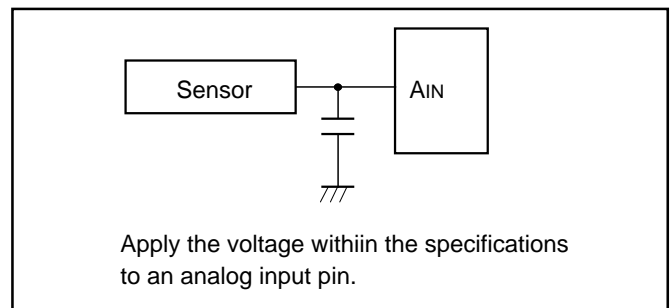 Sensor
AIN
Apply the voltage withiin the specifications
to an analog input pin.